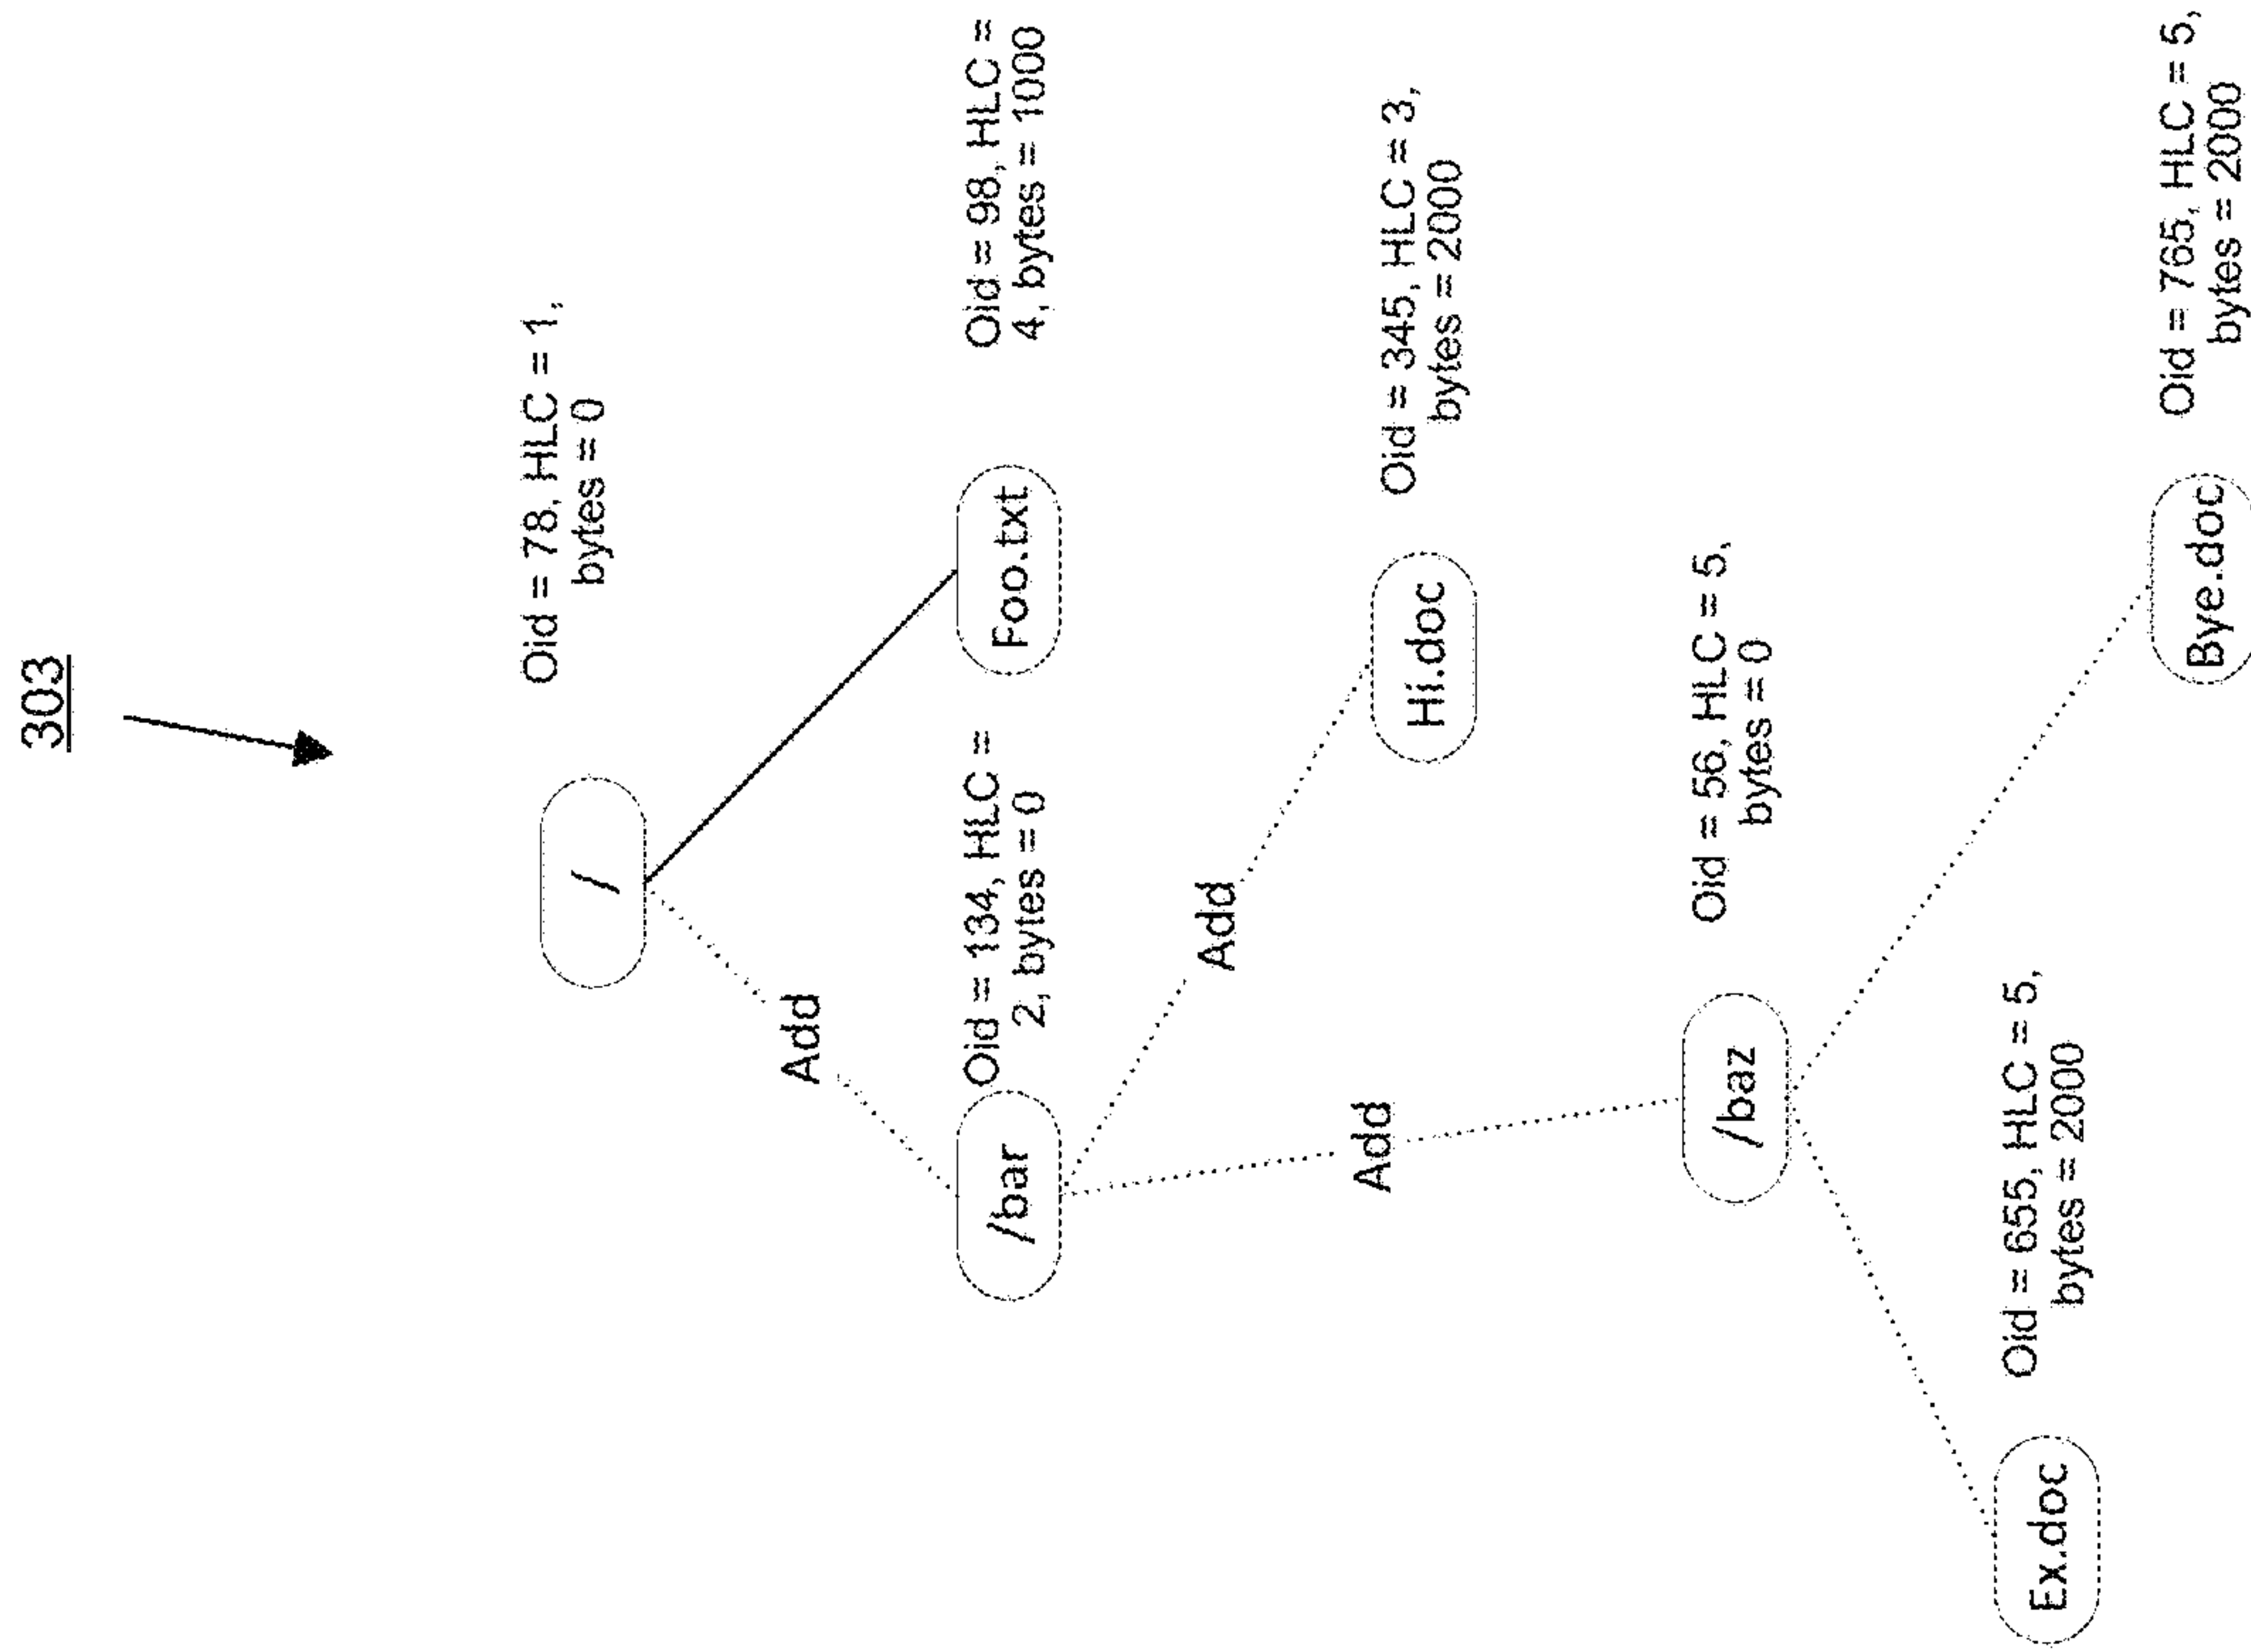 303
Oid = 78, HLC = 1,
bytes = 0
/
Add
Oid = 134, HLC =
2, bytes = 0
/bar
Oid = 98, HLC =
4, bytes = 1000
Foo.txt
Add
Oid = 345, HLC = 3,
bytes = 2000
Hi.doc
Add
Oid = 56, HLC = 5,
bytes = 0
/baz
Oid = 655, HLC = 5,
bytes = 2000
Ex.doc
Oid = 765, HLC = 5,
bytes = 2000
Bye.doc